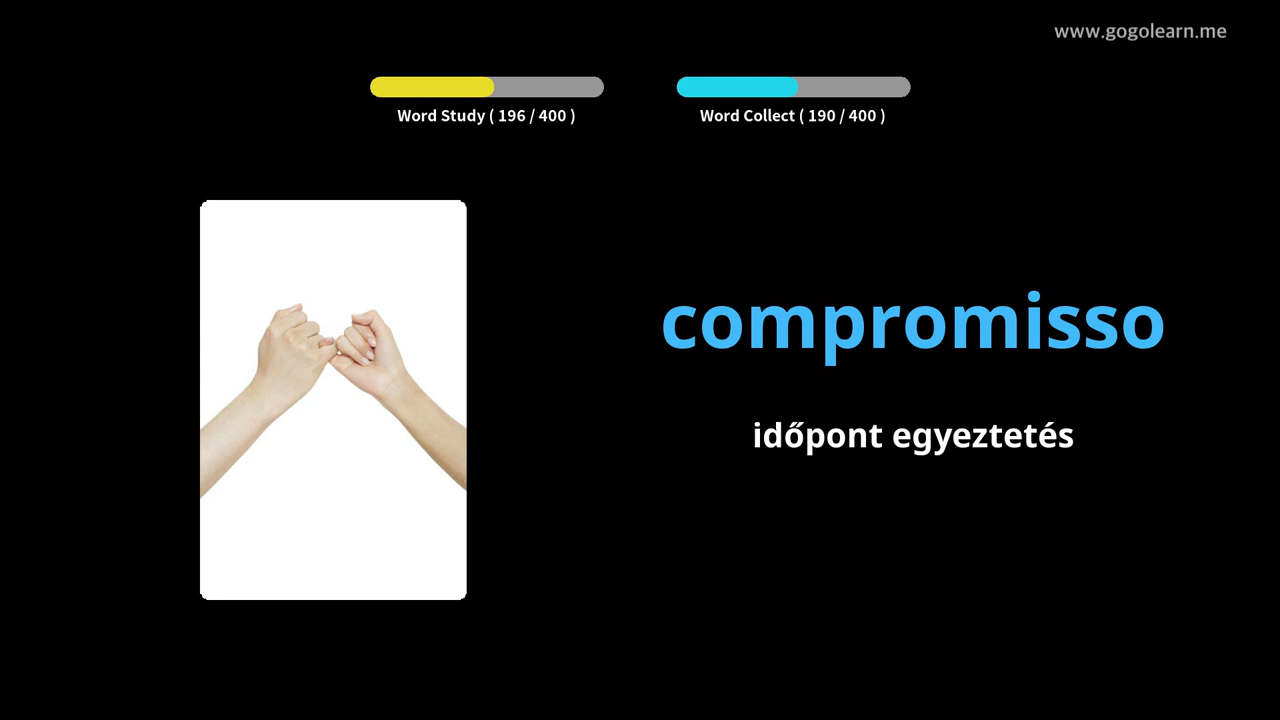 www.gogolearn.me
Word Study ( 196 / 400 )
Word Collect ( 190 / 400 )
compromisso
időpont egyeztetés